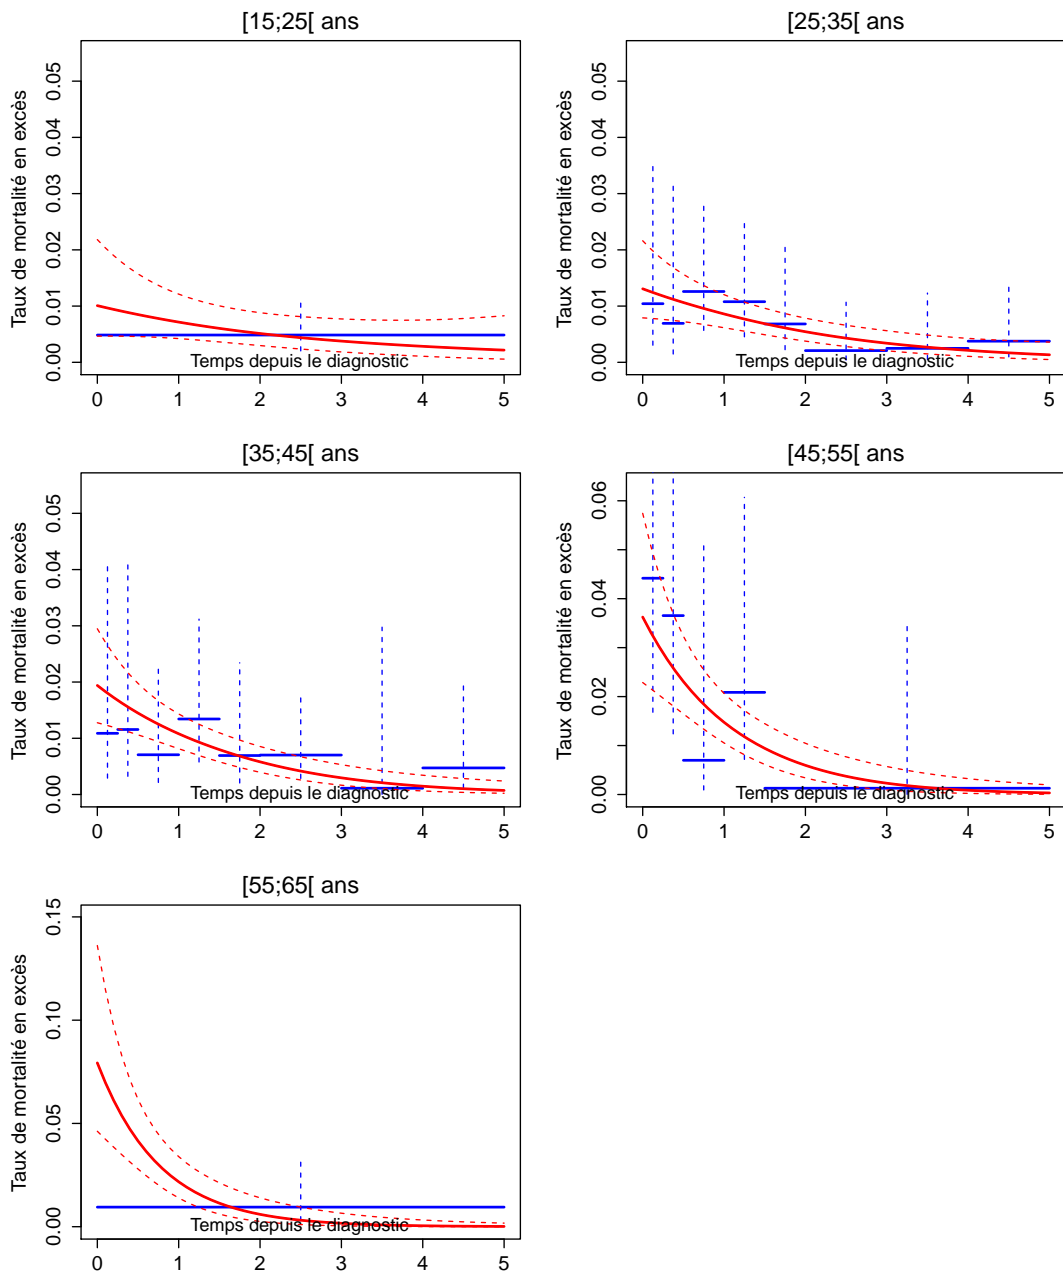 [15;25[ ans
Taux de mortalité en excès
0.00 0.01 0.02 0.03 0.04 0.05
Temps depuis le diagnostic
0 1 2 3 4 5
[25;35[ ans
Taux de mortalité en excès
0.00 0.01 0.02 0.03 0.04 0.05
Temps depuis le diagnostic
0 1 2 3 4 5
[35;45[ ans
Taux de mortalité en excès
0.00 0.01 0.02 0.03 0.04 0.05
Temps depuis le diagnostic
0 1 2 3 4 5
[45;55[ ans
Taux de mortalité en excès
0.00 0.02 0.04 0.06
Temps depuis le diagnostic
0 1 2 3 4 5
[55;65[ ans
Taux de mortalité en excès
0.00 0.05 0.10 0.15
Temps depuis le diagnostic
0 1 2 3 4 5